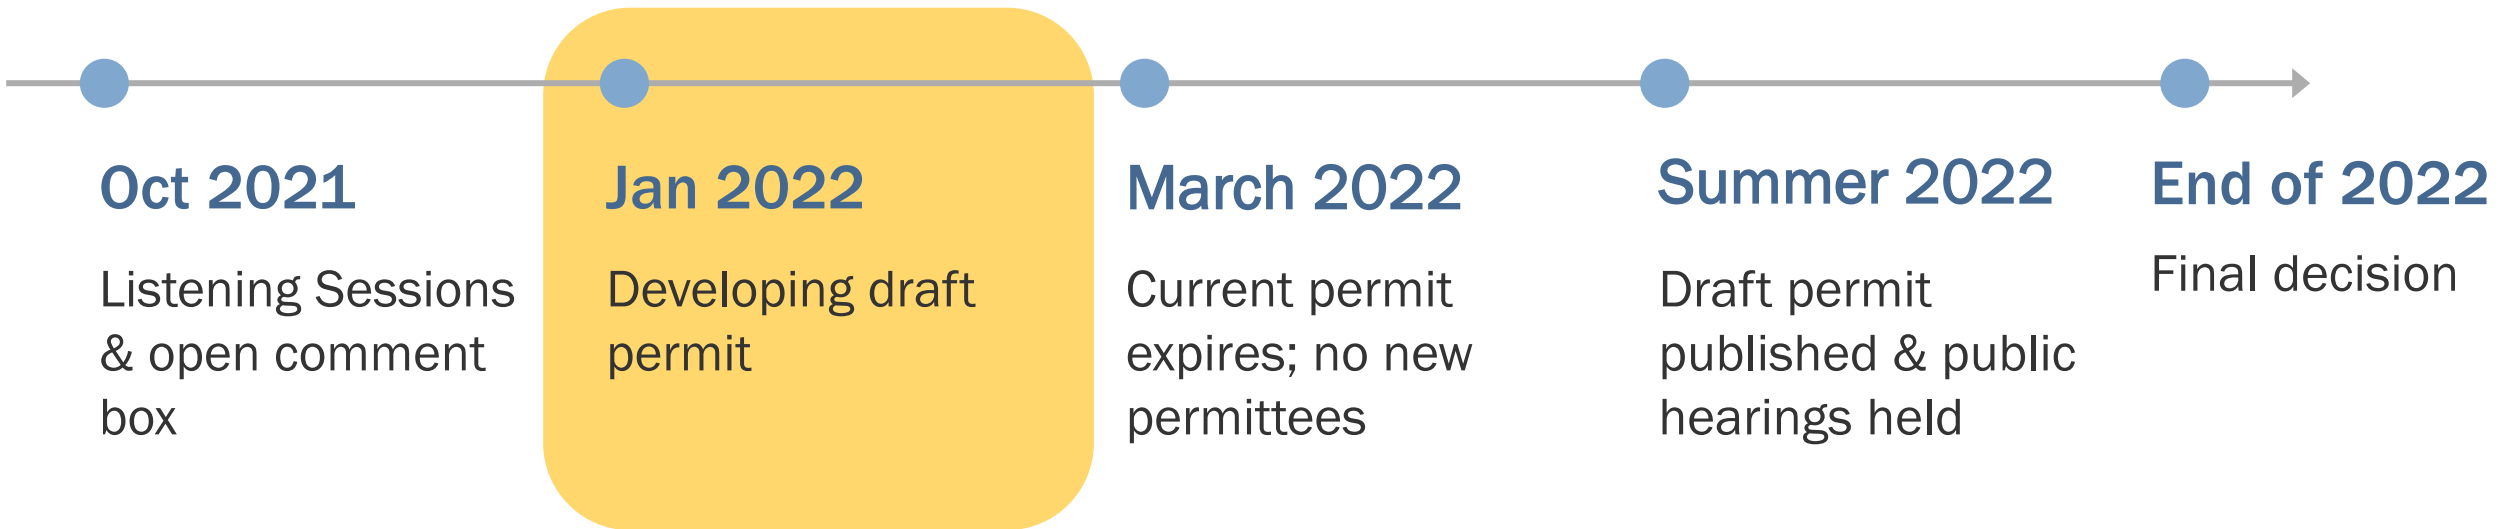 Oct 2021
Listening Sessions
& open comment
box
Jan 2022
Developing draft
permit
March 2022
Current permit
expires; no new
permittees
Summer 2022
Draft permit
published & public
hearings held
End of 2022
Final decision